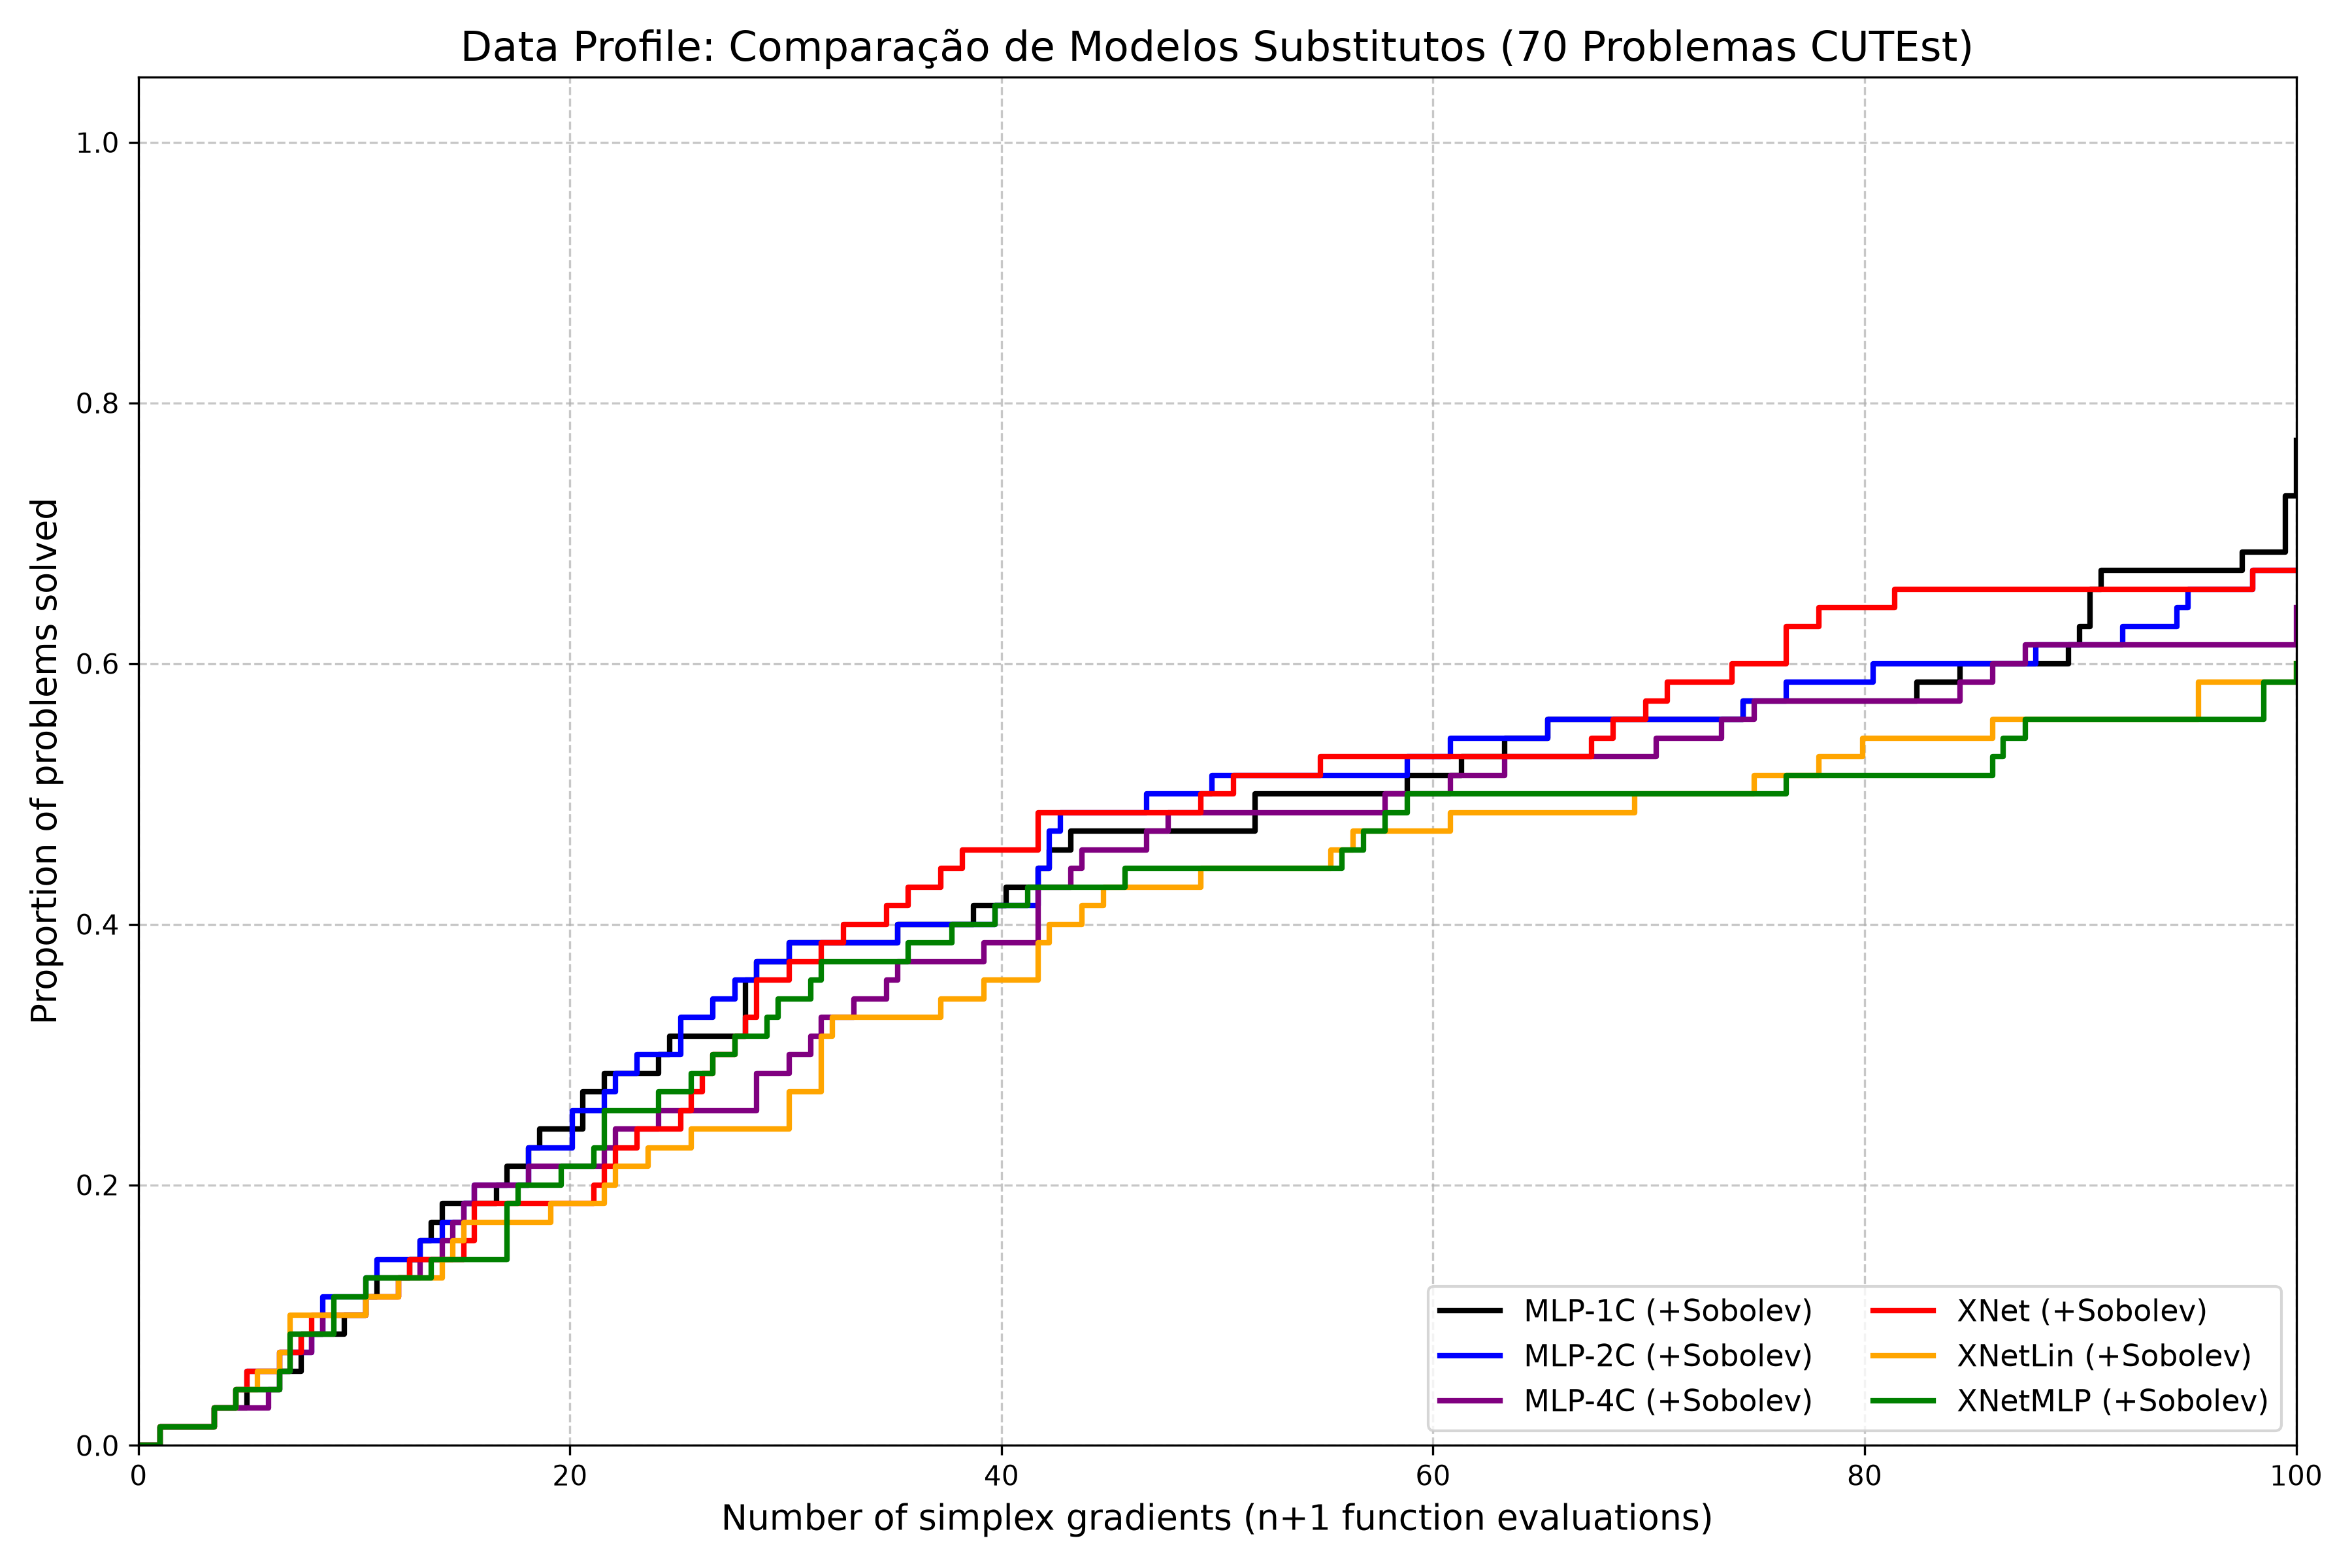 Data Profile: Comparação de Modelos Substitutos (70 Problemas CUTEst)
Proportion of problems solved
1.0
0.8
0.6
0.4
0.2
0.0
0
20
40
60
80
100
Number of simplex gradients (n+1 function evaluations)
MLP-1C (+Sobolev)
MLP-2C (+Sobolev)
MLP-4C (+Sobolev)
XNet (+Sobolev)
XNetLin (+Sobolev)
XNetMLP (+Sobolev)